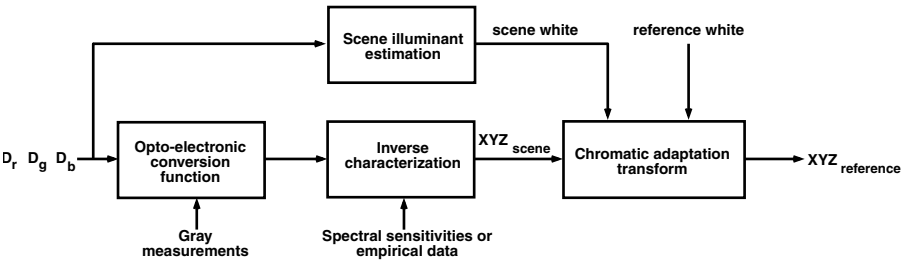 Scene illuminant
estimation
scene white
reference white
Dr Dg Db
Opto-electronic
conversion
function
Inverse
characterization
XYZ scene
Chromatic adaptation
transform
XYZ reference
Gray
measurements
Spectral sensitivities or
empirical data